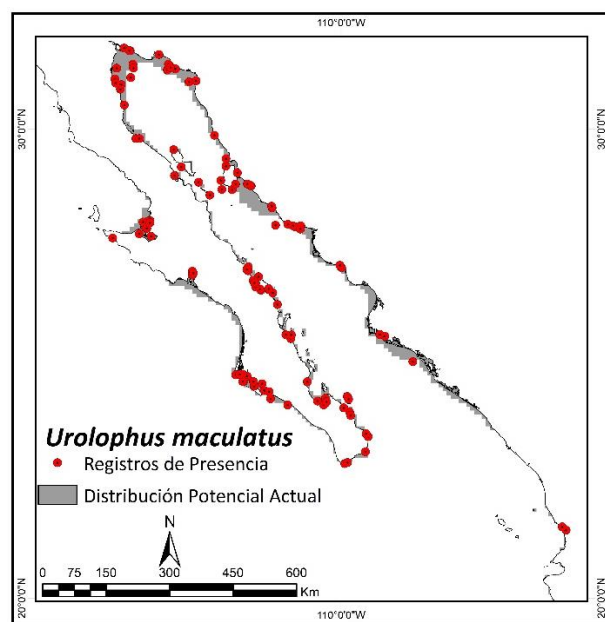 110°0'0"W
30°0'0"N
30°0'0"N
Urolophus maculatus
Registros de Presencia
Distribución Potencial Actual
N
0 75 150 300 450 600
Km
20°0'0"N
20°0'0"N
110°0'0"W